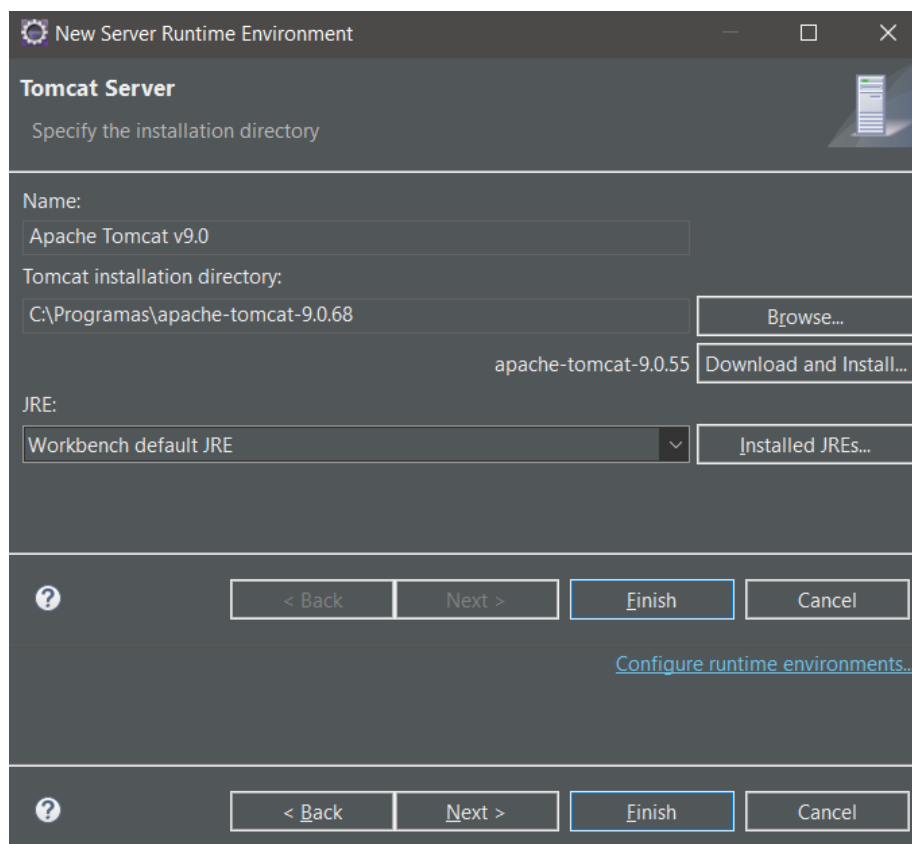 New Server Runtime Environment
Tomcat Server
Specify the installation directory
Name:
Apache Tomcat v9.0
Tomcat installation directory:
C:\Programas\apache-tomcat-9.0.68
Browse...
apache-tomcat-9.0.55 Download and Install...
JRE:
Workbench default JRE
Installed JREs...
? < Back Next > Finish Cancel
Configure runtime environments...
? < Back Next > Finish Cancel